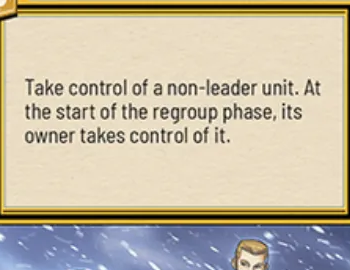 Take control of a non-leader unit. At
the start of the regroup phase, its
owner takes control of it.